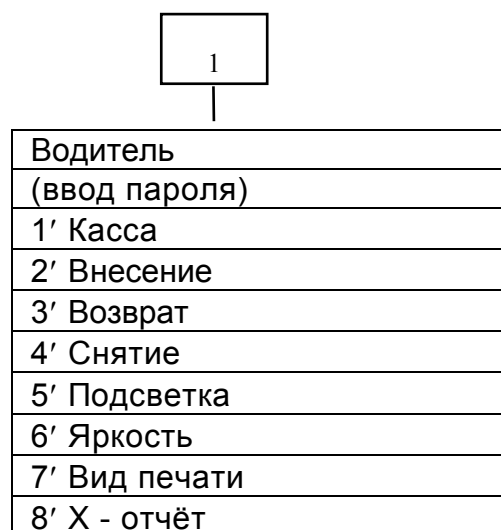 1
Водитель
(ввод пароля)
1′ Касса
2′ Внесение
3′ Возврат
4′ Снятие
5′ Подсветка
6′ Яркость
7′ Вид печати
8′ X - отчёт